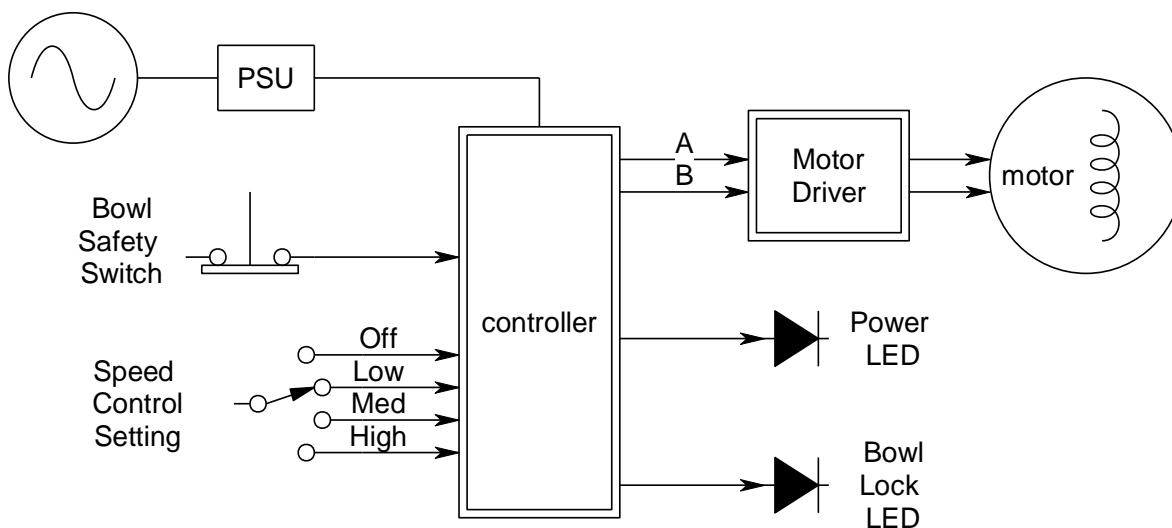 PSU
A
B
Motor
Driver
motor
Bowl
Safety
Switch
controller
Off
Low
Med
High
Speed
Control
Setting
Power
LED
Bowl
Lock
LED